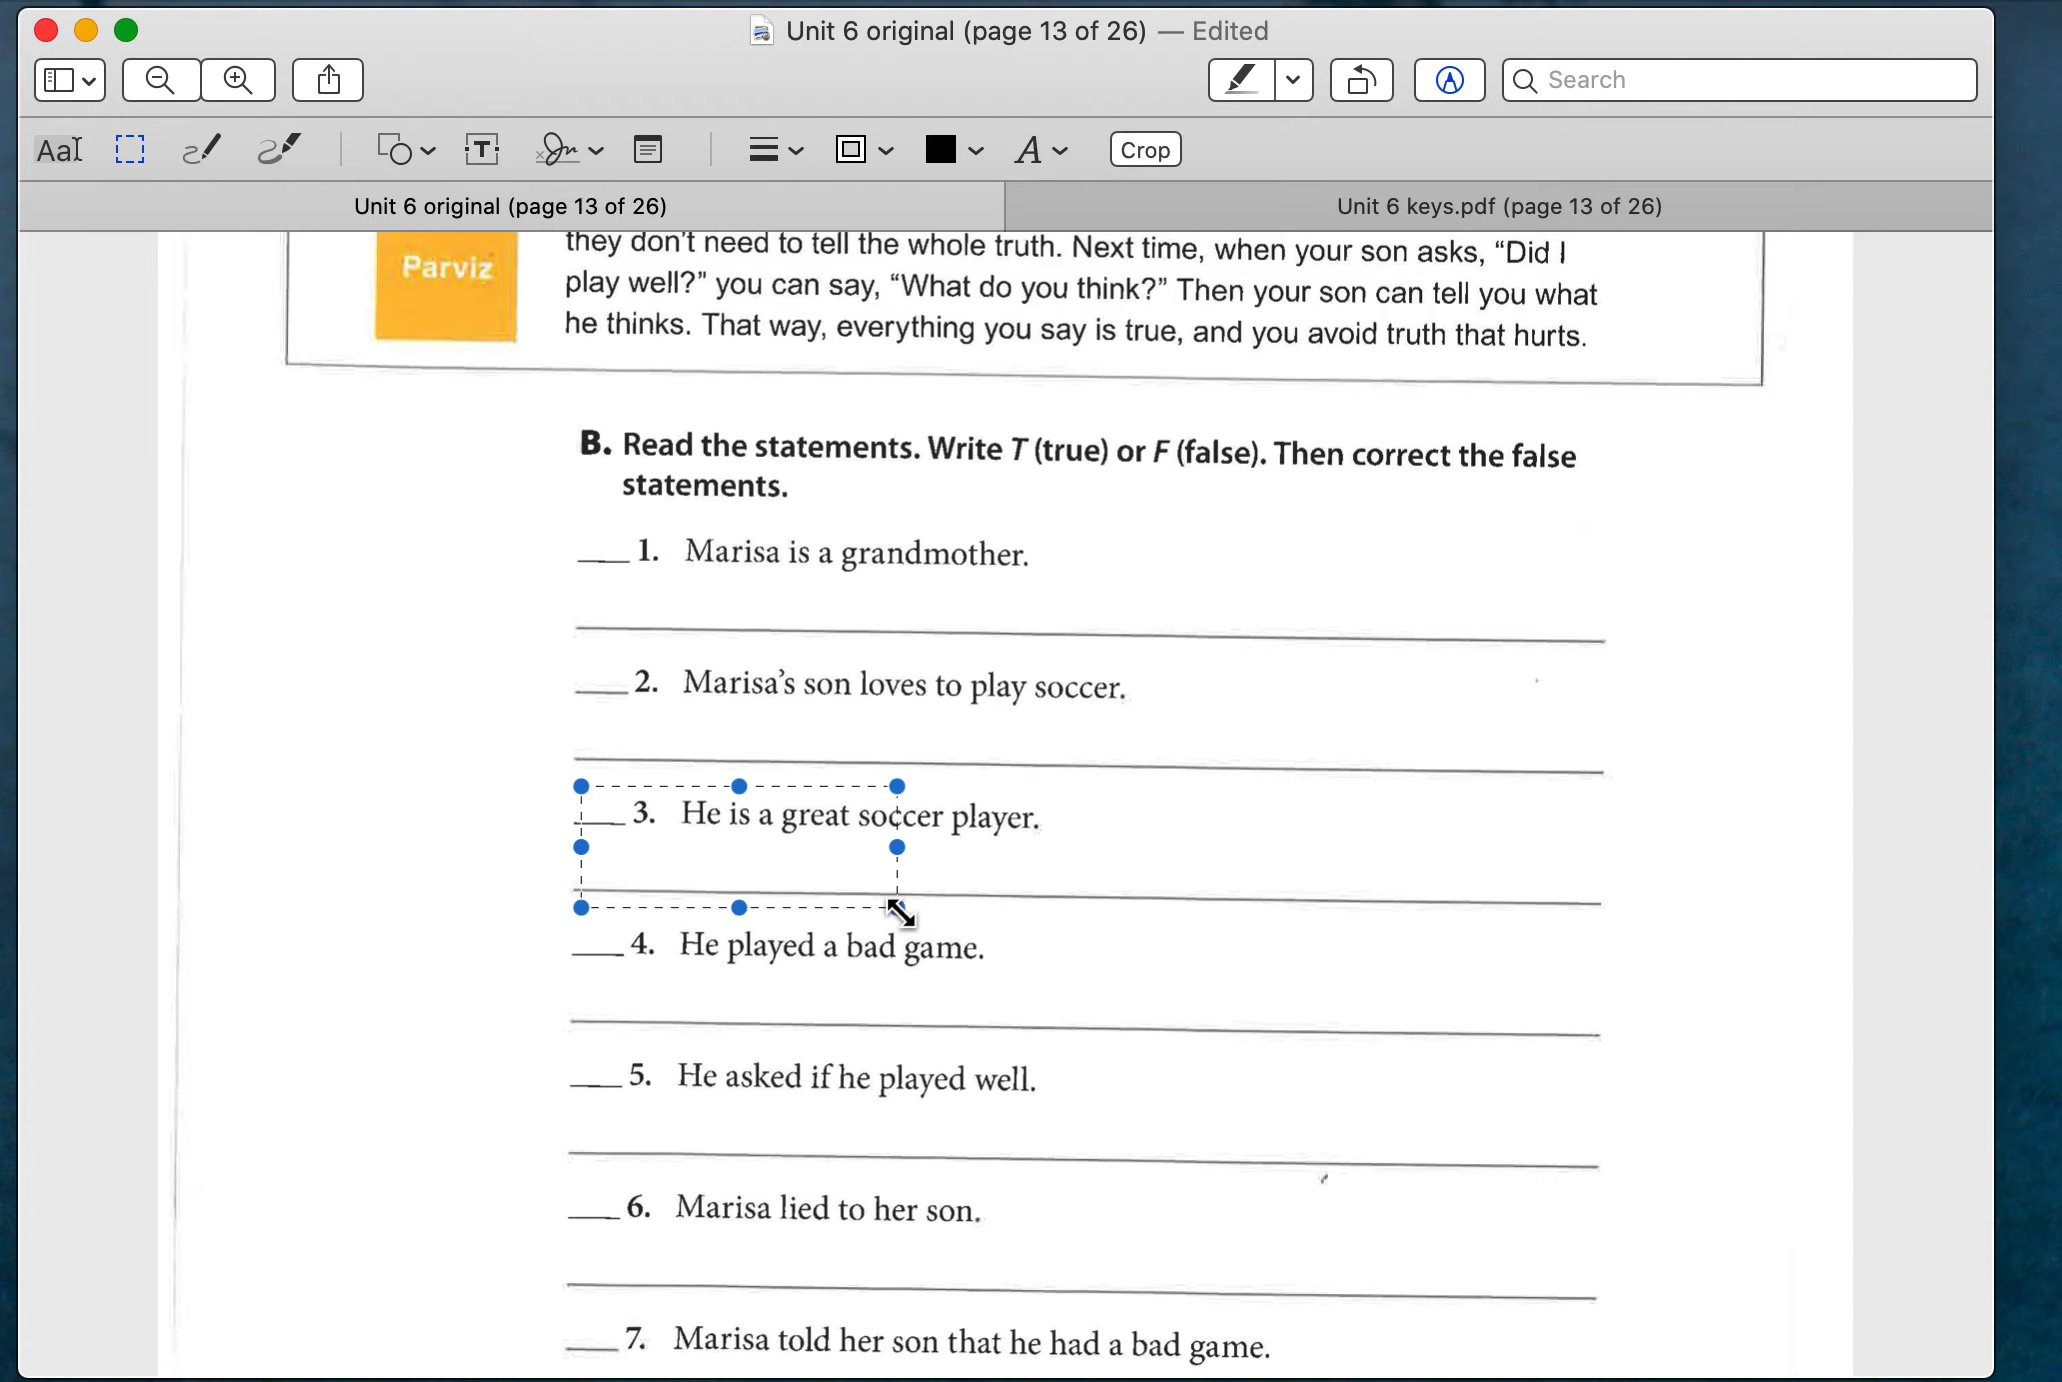 Unit 6 original (page 13 of 26) — Edited
Search
AaI T A Crop
Unit 6 original (page 13 of 26)
Unit 6 keys.pdf (page 13 of 26)
Parviz
they don't need to tell the whole truth. Next time, when your son asks, “Did I
play well?” you can say, “What do you think?” Then your son can tell you what
he thinks. That way, everything you say is true, and you avoid truth that hurts.
B. Read the statements. Write T (true) or F (false). Then correct the false
statements.
___ 1. Marisa is a grandmother.
___ 2. Marisa’s son loves to play soccer.
___ 3. He is a great soccer player.
___ 4. He played a bad game.
___ 5. He asked if he played well.
___ 6. Marisa lied to her son.
___ 7. Marisa told her son that he had a bad game.